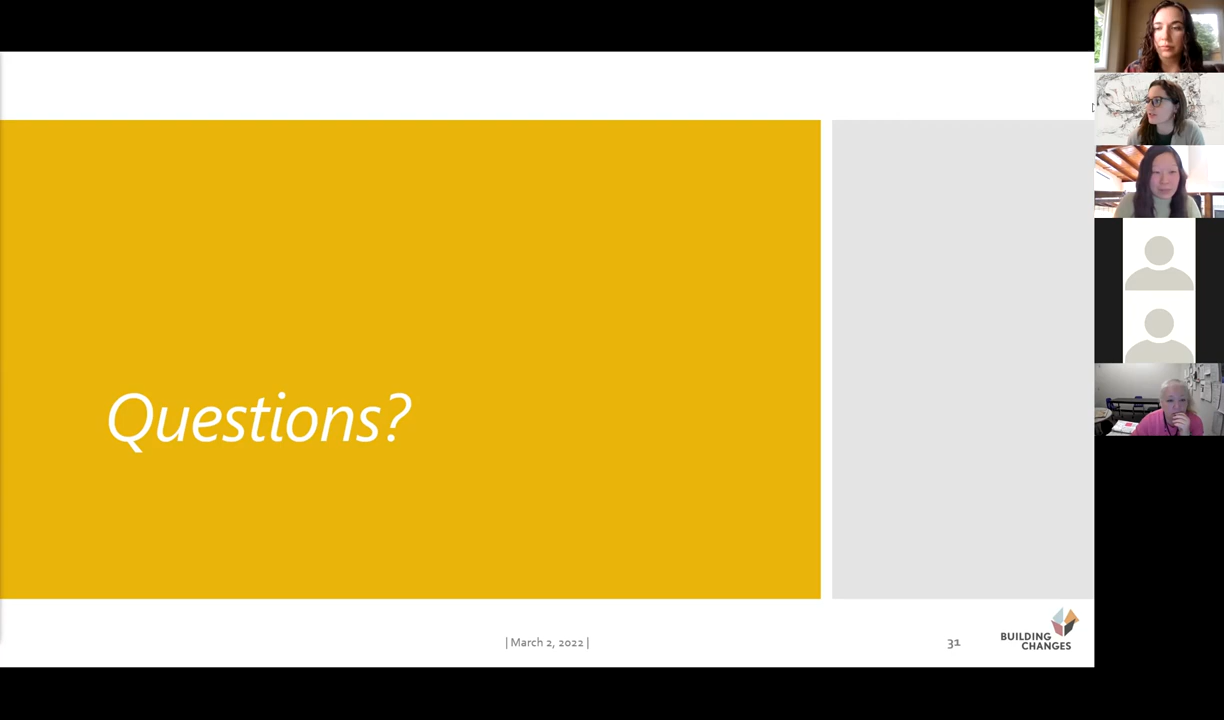 Questions?
| March 2, 2022 |
31
BUILDING
CHANGES